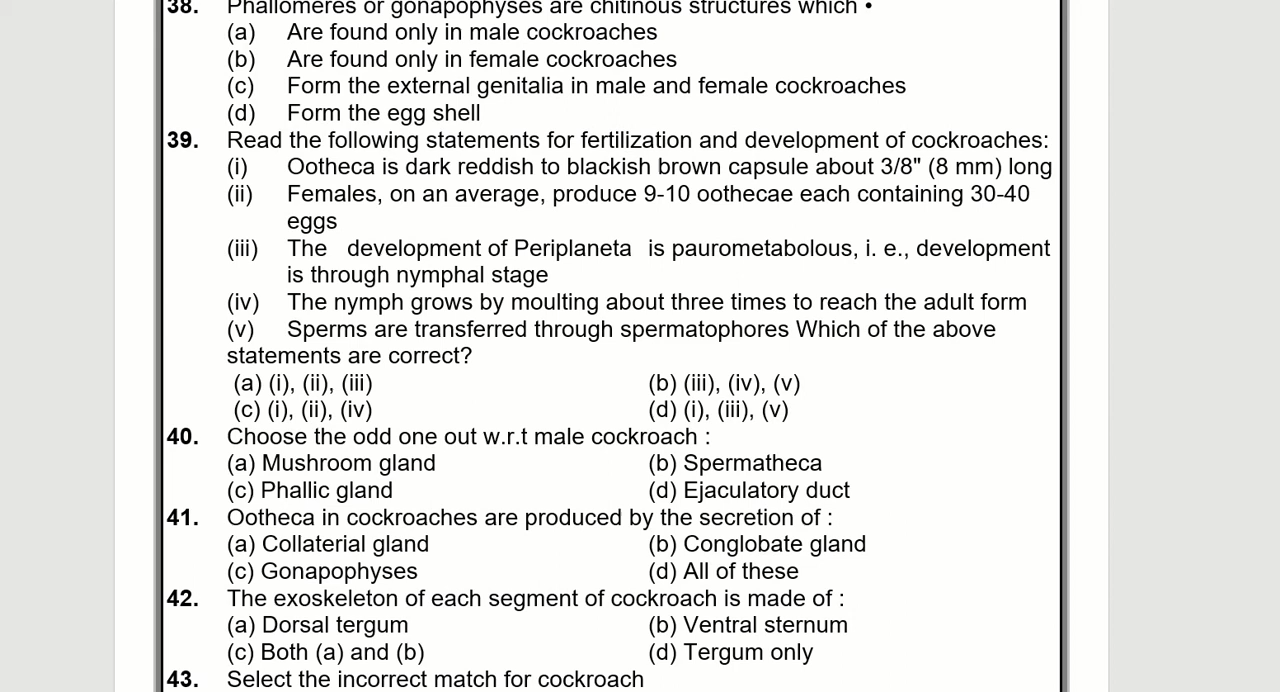 38. Phallomeres or gonapophyses are chitinous structures which •
(a) Are found only in male cockroaches
(b) Are found only in female cockroaches
(c) Form the external genitalia in male and female cockroaches
(d) Form the egg shell
39. Read the following statements for fertilization and development of cockroaches:
(i) Ootheca is dark reddish to blackish brown capsule about 3/8" (8 mm) long
(ii) Females, on an average, produce 9-10 oothecae each containing 30-40
eggs
(iii) The development of Periplaneta is paurometabolous, i. e., development
is through nymphal stage
(iv) The nymph grows by moulting about three times to reach the adult form
(v) Sperms are transferred through spermatophores Which of the above
statements are correct?
(a) (i), (ii), (iii) (b) (iii), (iv), (v)
(c) (i), (ii), (iv) (d) (i), (iii), (v)
40. Choose the odd one out w.r.t male cockroach :
(a) Mushroom gland (b) Spermatheca
(c) Phallic gland (d) Ejaculatory duct
41. Ootheca in cockroaches are produced by the secretion of :
(a) Collaterial gland (b) Conglobate gland
(c) Gonapophyses (d) All of these
42. The exoskeleton of each segment of cockroach is made of :
(a) Dorsal tergum (b) Ventral sternum
(c) Both (a) and (b) (d) Tergum only
43. Select the incorrect match for cockroach